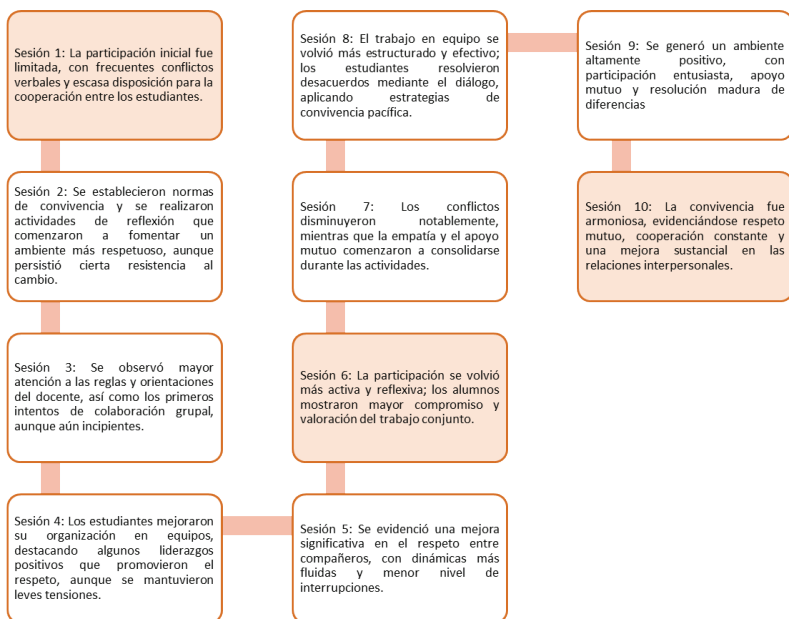 Sesión 1: La participación inicial fue
limitada, con frecuentes conflictos
verbales y escasa disposición para la
cooperación entre los estudiantes.
Sesión 2: Se establecieron normas
de convivencia y se realizaron
actividades de reflexión que
comenzaron a fomentar un
ambiente más respetuoso, aunque
persistió cierta resistencia al
cambio.
Sesión 3: Se observó mayor
atención a las reglas y orientaciones
del docente, así como los primeros
intentos de colaboración grupal,
aunque aún incipientes.
Sesión 4: Los estudiantes mejoraron
su organización en equipos,
destacando algunos liderazgos
positivos que promovieron el
respeto, aunque se mantuvieron
leves tensiones.
Sesión 5: Se evidenció una mejora
significativa en el respeto entre
compañeros, con dinámicas más
fluidas y menor nivel de
interrupciones.
Sesión 6: La participación se volvió
más activa y reflexiva; los alumnos
mostraron mayor compromiso y
valoración del trabajo conjunto.
Sesión 7: Los conflictos
disminuyeron notablemente,
mientras que la empatía y el apoyo
mutuo comenzaron a consolidarse
durante las actividades.
Sesión 8: El trabajo en equipo se
volvió más estructurado y efectivo;
los estudiantes resolvieron
desacuerdos mediante el diálogo,
aplicando estrategias de
convivencia pacífica.
Sesión 9: Se generó un ambiente
altamente positivo, con
participación entusiasta, apoyo
mutuo y resolución madura de
diferencias
Sesión 10: La convivencia fue
armoniosa, evidenciándose respeto
mutuo, cooperación constante y
una mejora sustancial en las
relaciones interpersonales.